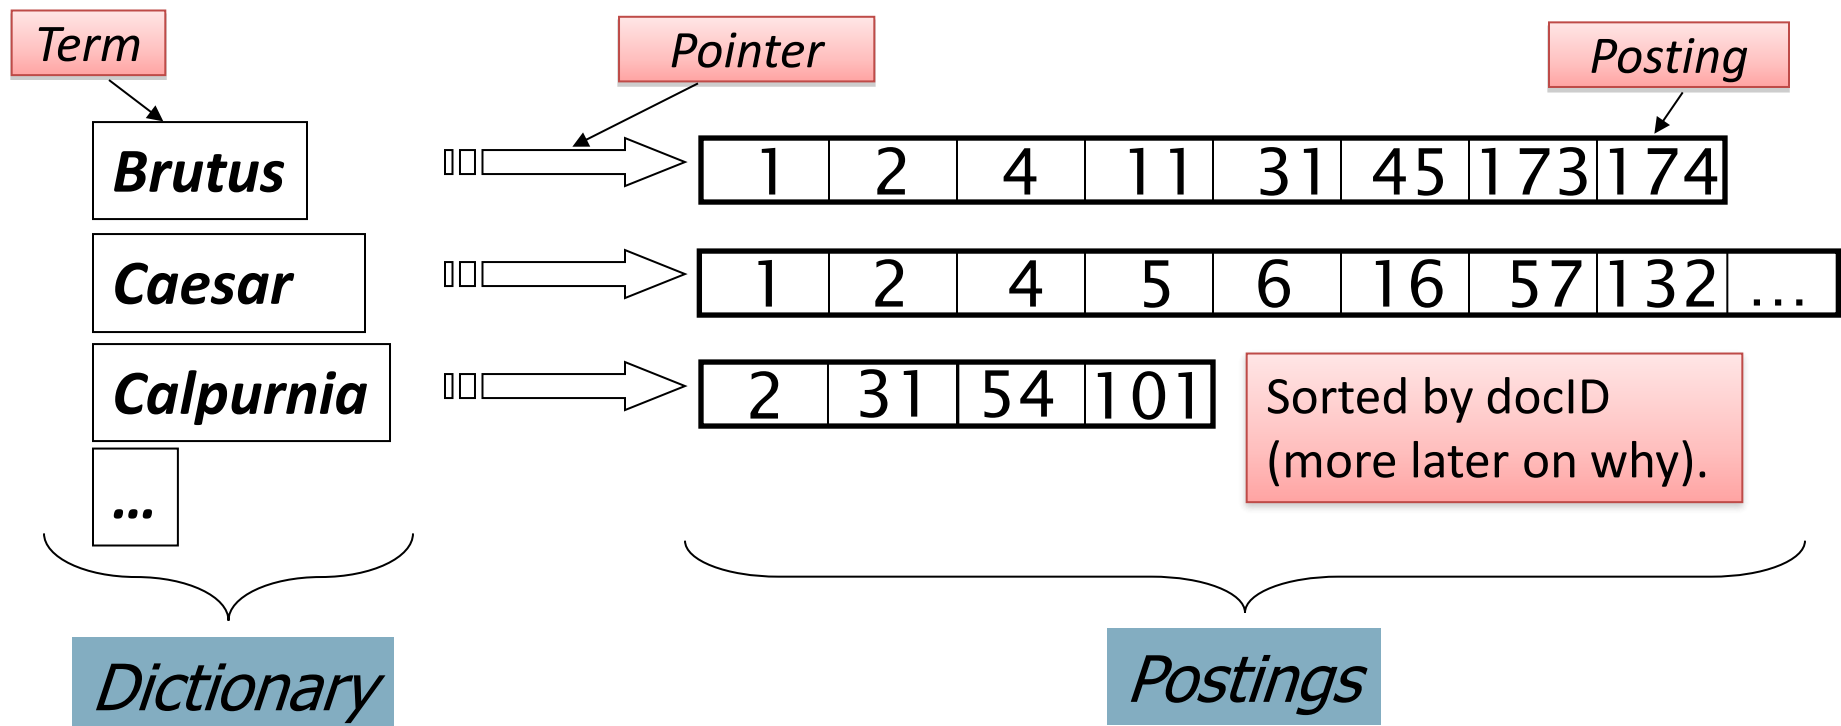 Term
Pointer
Posting
Brutus
1 2 4 11 31 45 173 174
Caesar
1 2 4 5 6 16 57 132 ...
Calpurnia
2 31 54 101
Sorted by docID
(more later on why).
...
Dictionary
Postings